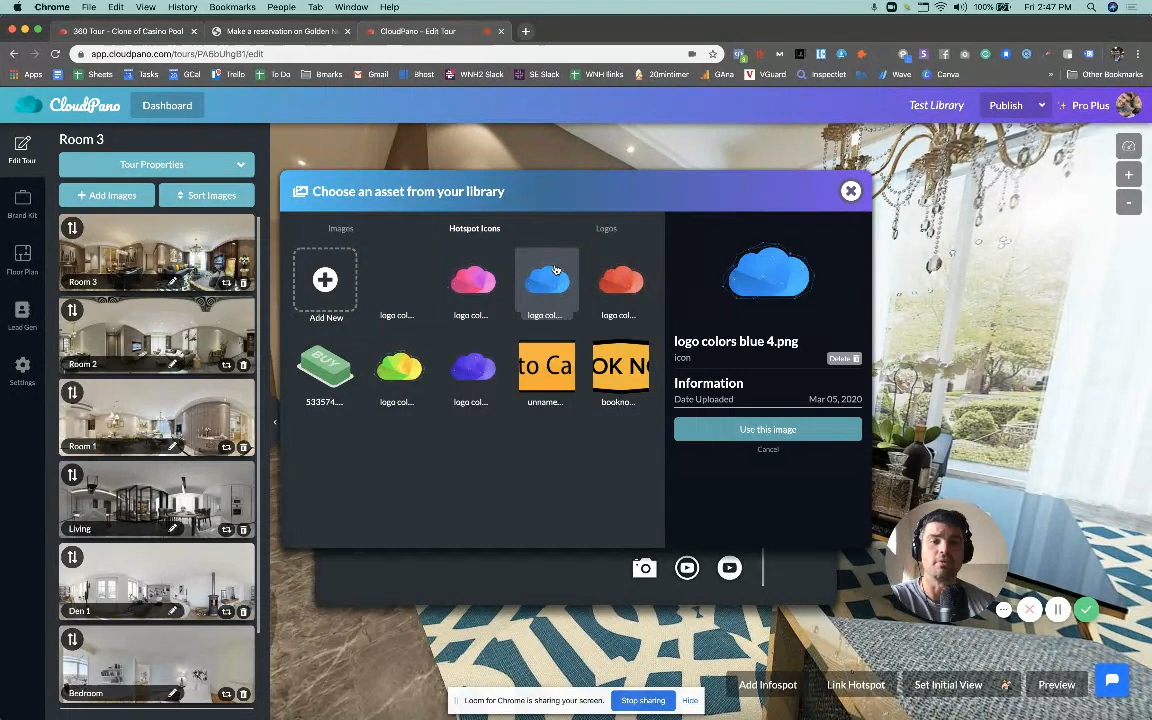 Chrome File Edit View History Bookmarks People Tab Window Help 100% Fri 2:47 PM
360 Tour - Clone of Casino Pool
Make a reservation on Golden N
CloudPano - Edit Tour
app.cloudpano.com/tours/PA6bUhgB1/edit
Apps Sheets Tasks GCal Trello To Do Bmarks Gmail Bhost WNH2 Slack SE Slack WNH llinks 20mintimer GAna VGuard Inspectlet Wave Canva » Other Bookmarks
CloudPano Dashboard Test Library Publish Pro Plus
Edit Tour
Brand Kit
Floor Plan
Lead Gen
Settings
Room 3
Tour Properties
+ Add Images Sort Images
Room 3
Room 2
Room 1
Living
Den 1
Bedroom
Choose an asset from your library
Images Hotspot Icons Logos
Add New logo col... logo col... logo col... logo col...
BUY to Ca OK N
533574.... logo col... logo col... unname... bookno...
logo colors blue 4.png
icon Delete
Information
Date Uploaded Mar 05, 2020
Use this image
Cancel
Add Infospot Link Hotspot Set Initial View Preview
Loom for Chrome is sharing your screen. Stop sharing Hide